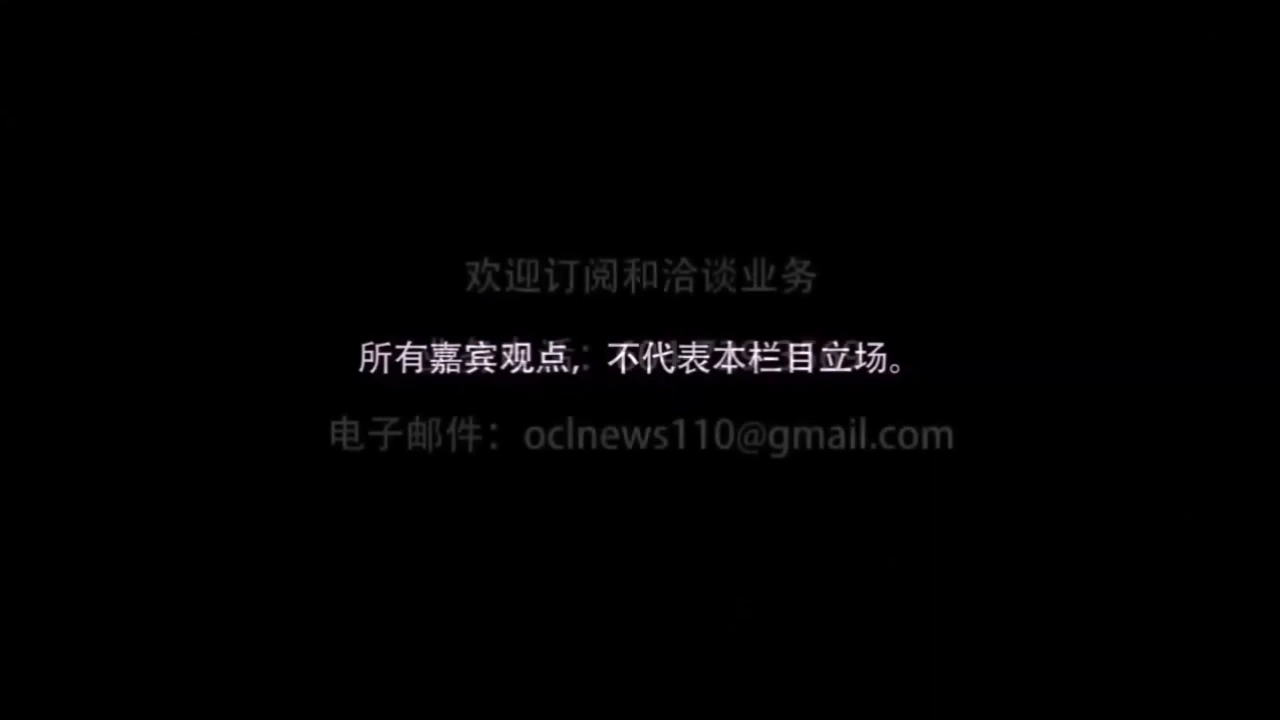 欢迎订阅和洽谈业务
所有嘉宾观点，不代表本栏目立场。
电子邮件：oclnews110@gmail.com